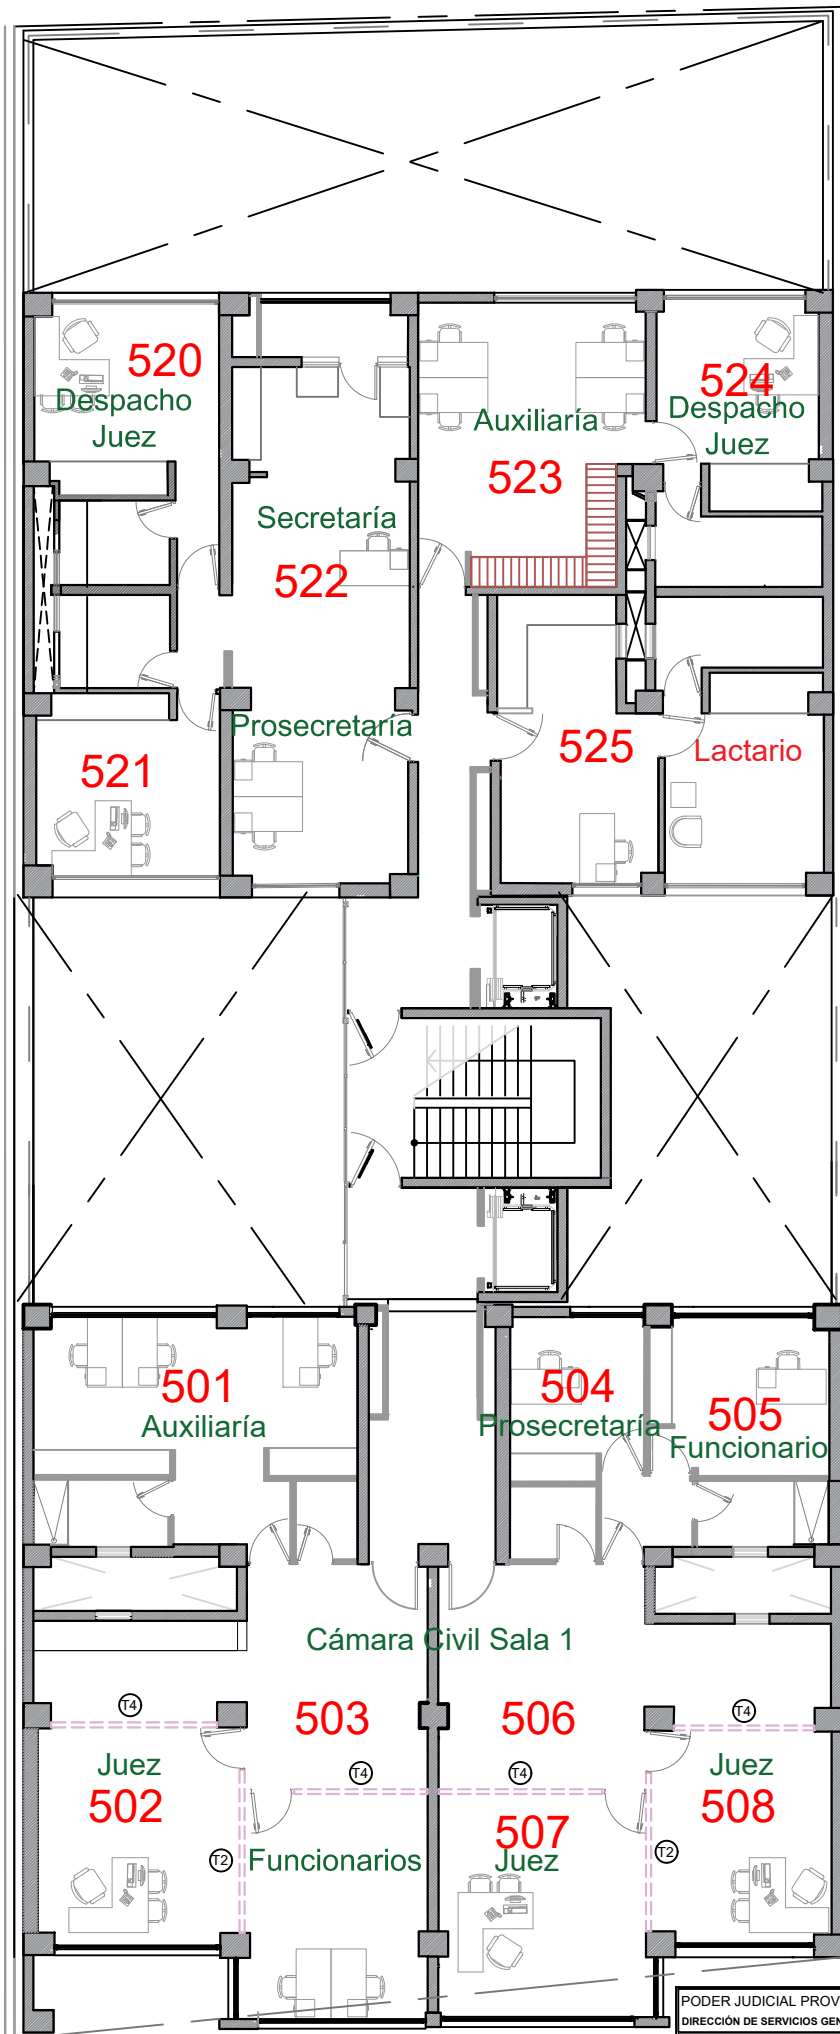 520
Despacho
Juez
524
Despacho
Juez
Auxiliaría
523
Secretaría
522
Prosecretaría
521
525
Lactario
501
Auxiliaría
504
Prosecretaría
505
Funcionario
Cámara Civil Sala 1
T4
503
506
T4
Juez
502
T4
T4
Juez
508
507
Juez
T2
Funcionarios
T2
PODER JUDICIAL PROV
DIRECCIÓN DE SERVICIOS GE